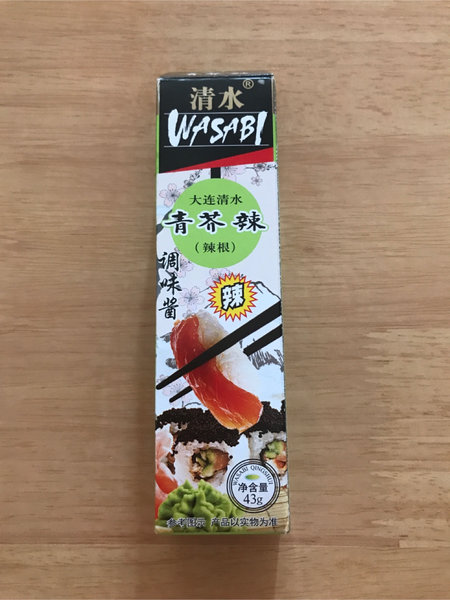 清水®
WASABI
大连清水
青芥辣
(辣根)
调味酱
辣
WASABI QINGSHUI
净含量
43g
参考图示 产品以实物为准